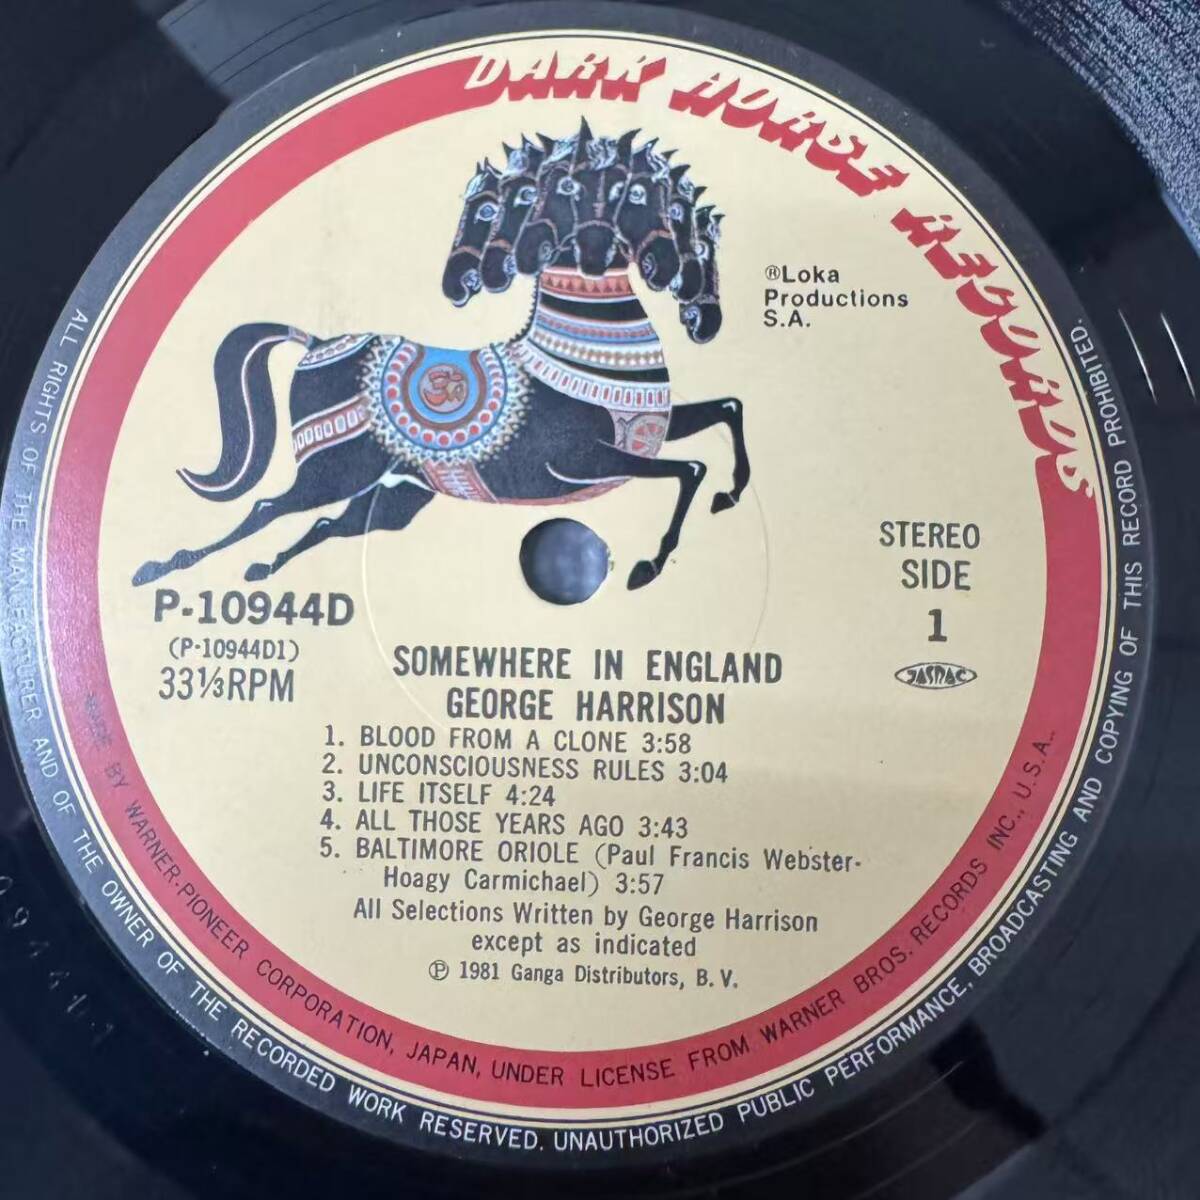 DARK HORSE RECORDS
®Loka
Productions
S.A.
STEREO
SIDE
1
JASRAC
P-10944D
(P-10944D1)
33⅓RPM
SOMEWHERE IN ENGLAND
GEORGE HARRISON
1. BLOOD FROM A CLONE 3:58
2. UNCONSCIOUSNESS RULES 3:04
3. LIFE ITSELF 4:24
4. ALL THOSE YEARS AGO 3:43
5. BALTIMORE ORIOLE (Paul Francis Webster-
Hoagy Carmichael) 3:57
All Selections Written by George Harrison
except as indicated
℗ 1981 Ganga Distributors, B.V.
MADE BY WARNER-PIONEER CORPORATION, JAPAN, UNDER LICENSE FROM WARNER BROS. RECORDS INC., U.S.A.
ALL RIGHTS OF THE MANUFACTURER AND OF THE OWNER OF THE RECORDED WORK RESERVED. UNAUTHORIZED PUBLIC PERFORMANCE, BROADCASTING AND COPYING OF THIS RECORD PROHIBITED.